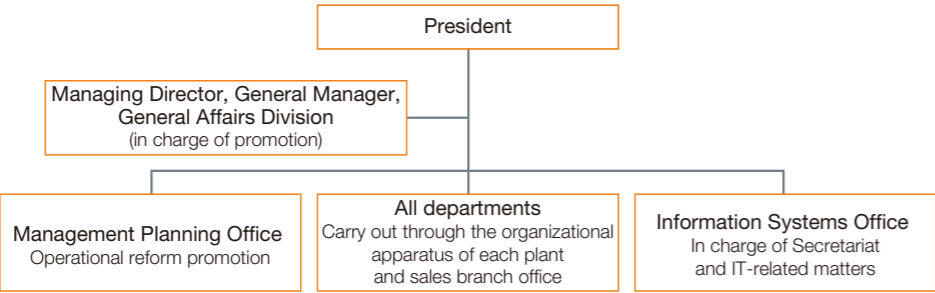 President
Managing Director, General Manager,
General Affairs Division
(in charge of promotion)
Management Planning Office
Operational reform promotion
All departments
Carry out through the organizational
apparatus of each plant
and sales branch office
Information Systems Office
In charge of Secretariat
and IT-related matters